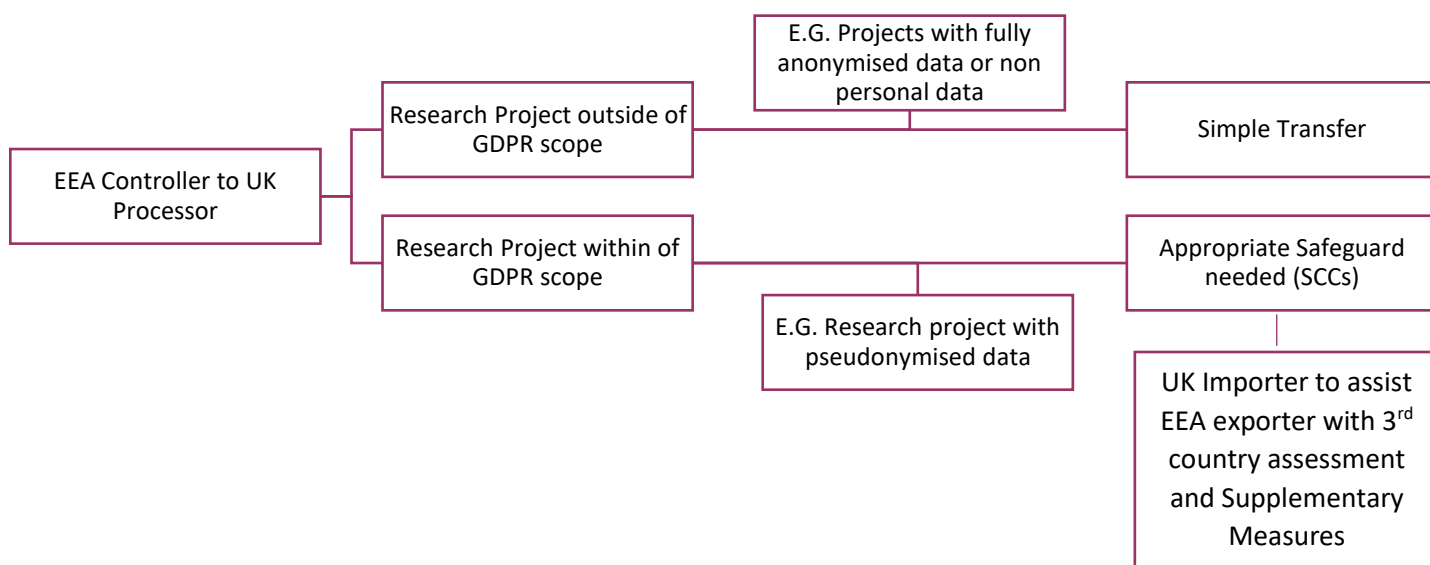 E.G. Projects with fully
anonymised data or non
personal data
Research Project outside of
GDPR scope
Simple Transfer
EEA Controller to UK
Processor
Research Project within of
GDPR scope
Appropriate Safeguard
needed (SCCs)
E.G. Research project with
pseudonymised data
UK Importer to assist
EEA exporter with 3rd
country assessment
and Supplementary
Measures